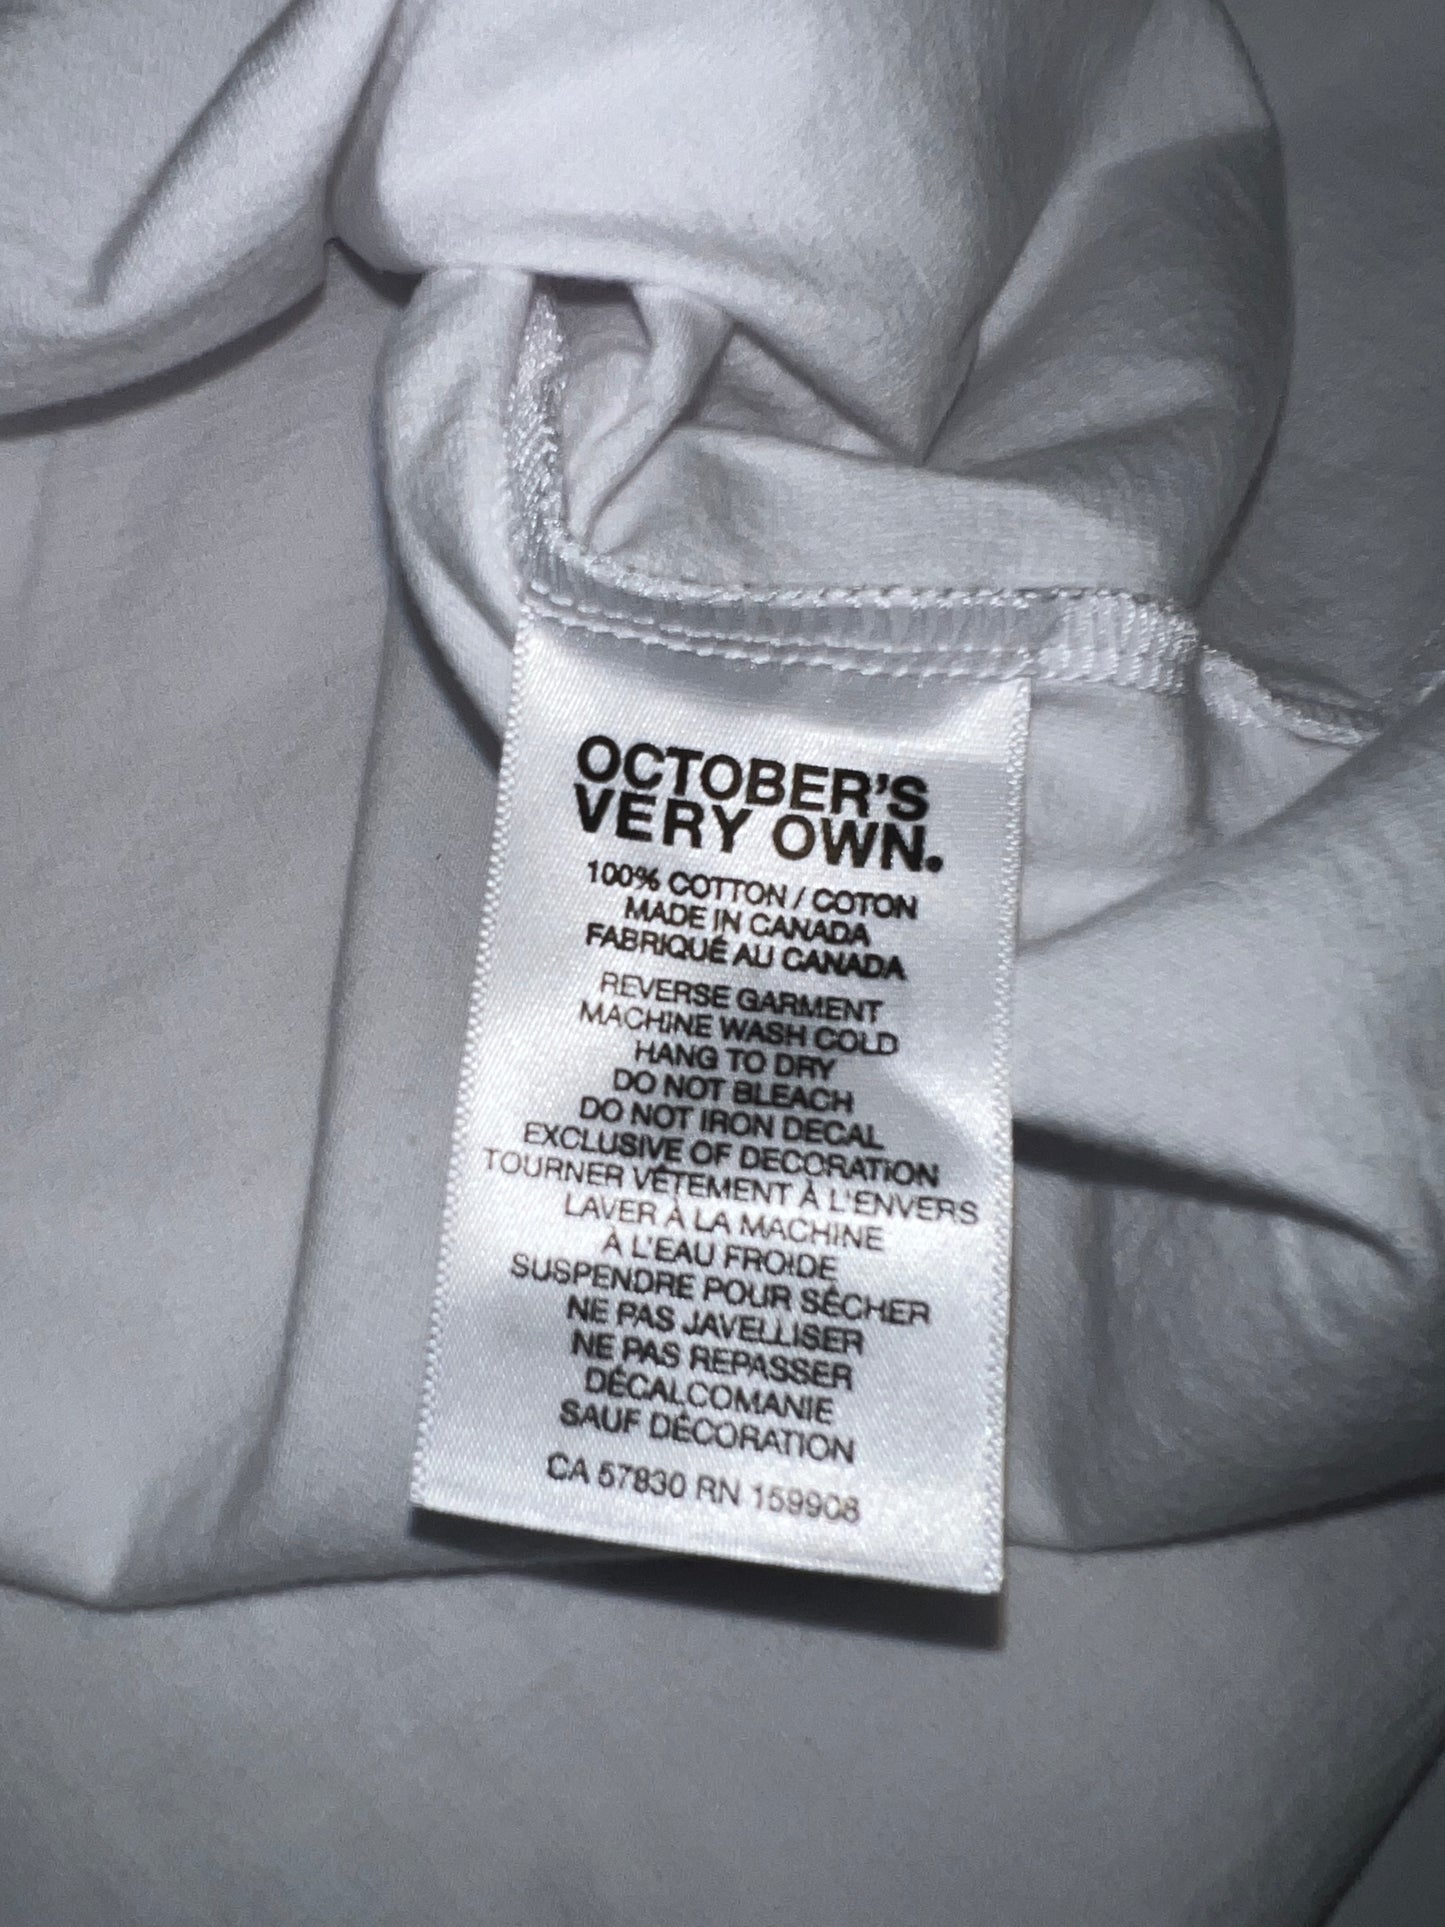 OCTOBER'S
VERY OWN.
100% COTTON / COTON
MADE IN CANADA
FABRIQUÉ AU CANADA
REVERSE GARMENT
MACHINE WASH COLD
HANG TO DRY
DO NOT BLEACH
DO NOT IRON DECAL
EXCLUSIVE OF DECORATION
TOURNER VÊTEMENT À L'ENVERS
LAVER À LA MACHINE
À L'EAU FROIDE
SUSPENDRE POUR SÉCHER
NE PAS JAVELLISER
NE PAS REPASSER
DÉCALCOMANIE
SAUF DÉCORATION
CA 57830 RN 159908